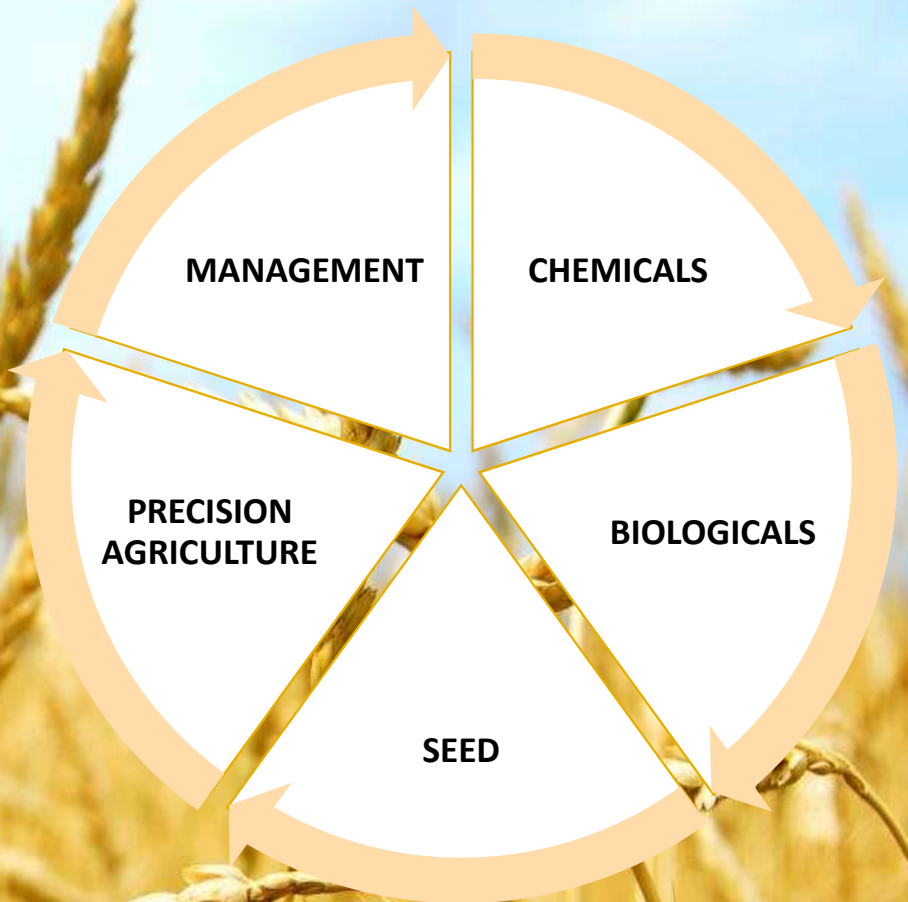 MANAGEMENT
CHEMICALS
PRECISION
AGRICULTURE
BIOLOGICALS
SEED